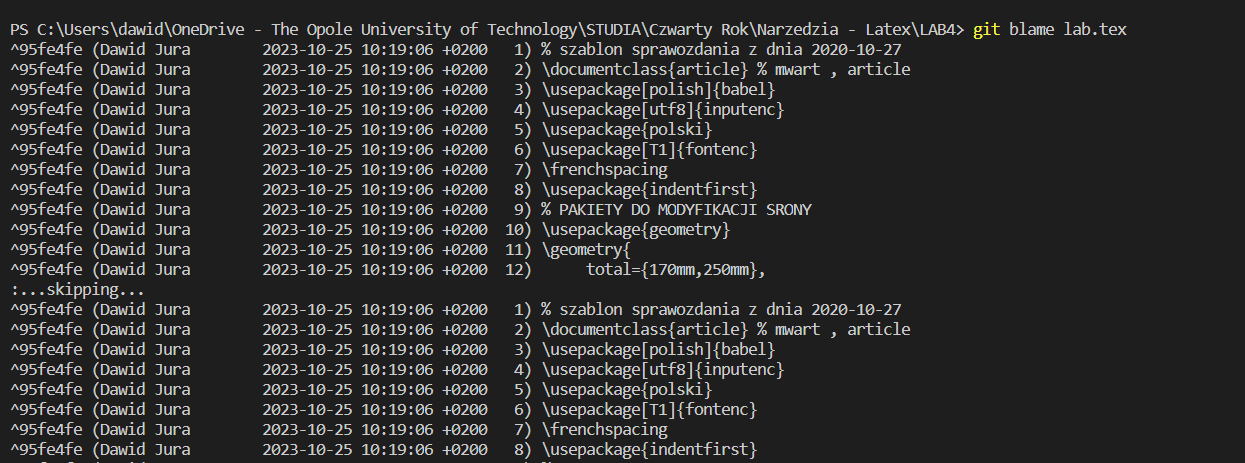 PS C:\Users\dawid\OneDrive - The Opole University of Technology\STUDIA\Czwarty Rok\Narzedzia - Latex\LAB4> git blame lab.tex
^95fe4fe (Dawid Jura        2023-10-25 10:19:06 +0200   1) % szablon sprawozdania z dnia 2020-10-27
^95fe4fe (Dawid Jura        2023-10-25 10:19:06 +0200   2) \documentclass{article} % mwart , article
^95fe4fe (Dawid Jura        2023-10-25 10:19:06 +0200   3) \usepackage[polish]{babel}
^95fe4fe (Dawid Jura        2023-10-25 10:19:06 +0200   4) \usepackage[utf8]{inputenc}
^95fe4fe (Dawid Jura        2023-10-25 10:19:06 +0200   5) \usepackage{polski}
^95fe4fe (Dawid Jura        2023-10-25 10:19:06 +0200   6) \usepackage[T1]{fontenc}
^95fe4fe (Dawid Jura        2023-10-25 10:19:06 +0200   7) \frenchspacing
^95fe4fe (Dawid Jura        2023-10-25 10:19:06 +0200   8) \usepackage{indentfirst}
^95fe4fe (Dawid Jura        2023-10-25 10:19:06 +0200   9) % PAKIETY DO MODYFIKACJI SRONY
^95fe4fe (Dawid Jura        2023-10-25 10:19:06 +0200  10) \usepackage{geometry}
^95fe4fe (Dawid Jura        2023-10-25 10:19:06 +0200  11) \geometry{
^95fe4fe (Dawid Jura        2023-10-25 10:19:06 +0200  12)      total={170mm,250mm},
:...skipping...
^95fe4fe (Dawid Jura        2023-10-25 10:19:06 +0200   1) % szablon sprawozdania z dnia 2020-10-27
^95fe4fe (Dawid Jura        2023-10-25 10:19:06 +0200   2) \documentclass{article} % mwart , article
^95fe4fe (Dawid Jura        2023-10-25 10:19:06 +0200   3) \usepackage[polish]{babel}
^95fe4fe (Dawid Jura        2023-10-25 10:19:06 +0200   4) \usepackage[utf8]{inputenc}
^95fe4fe (Dawid Jura        2023-10-25 10:19:06 +0200   5) \usepackage{polski}
^95fe4fe (Dawid Jura        2023-10-25 10:19:06 +0200   6) \usepackage[T1]{fontenc}
^95fe4fe (Dawid Jura        2023-10-25 10:19:06 +0200   7) \frenchspacing
^95fe4fe (Dawid Jura        2023-10-25 10:19:06 +0200   8) \usepackage{indentfirst}